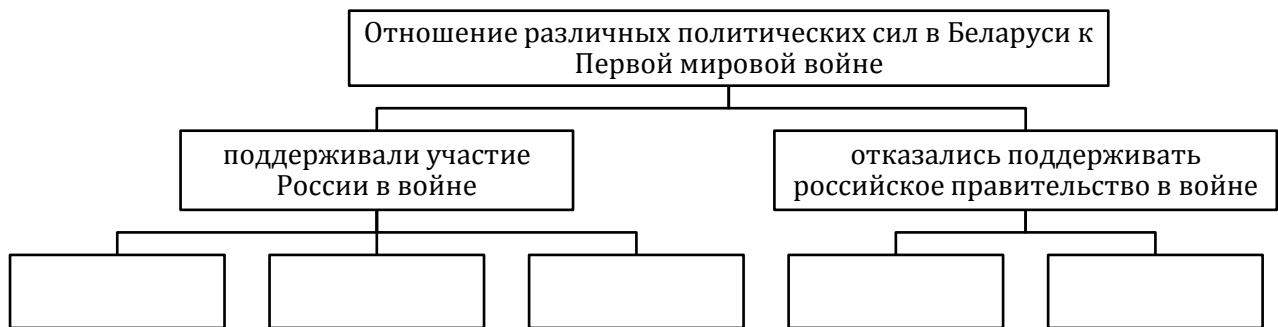 Отношение различных политических сил в Беларуси к
Первой мировой войне
поддерживали участие
России в войне
отказались поддерживать
российское правительство в войне